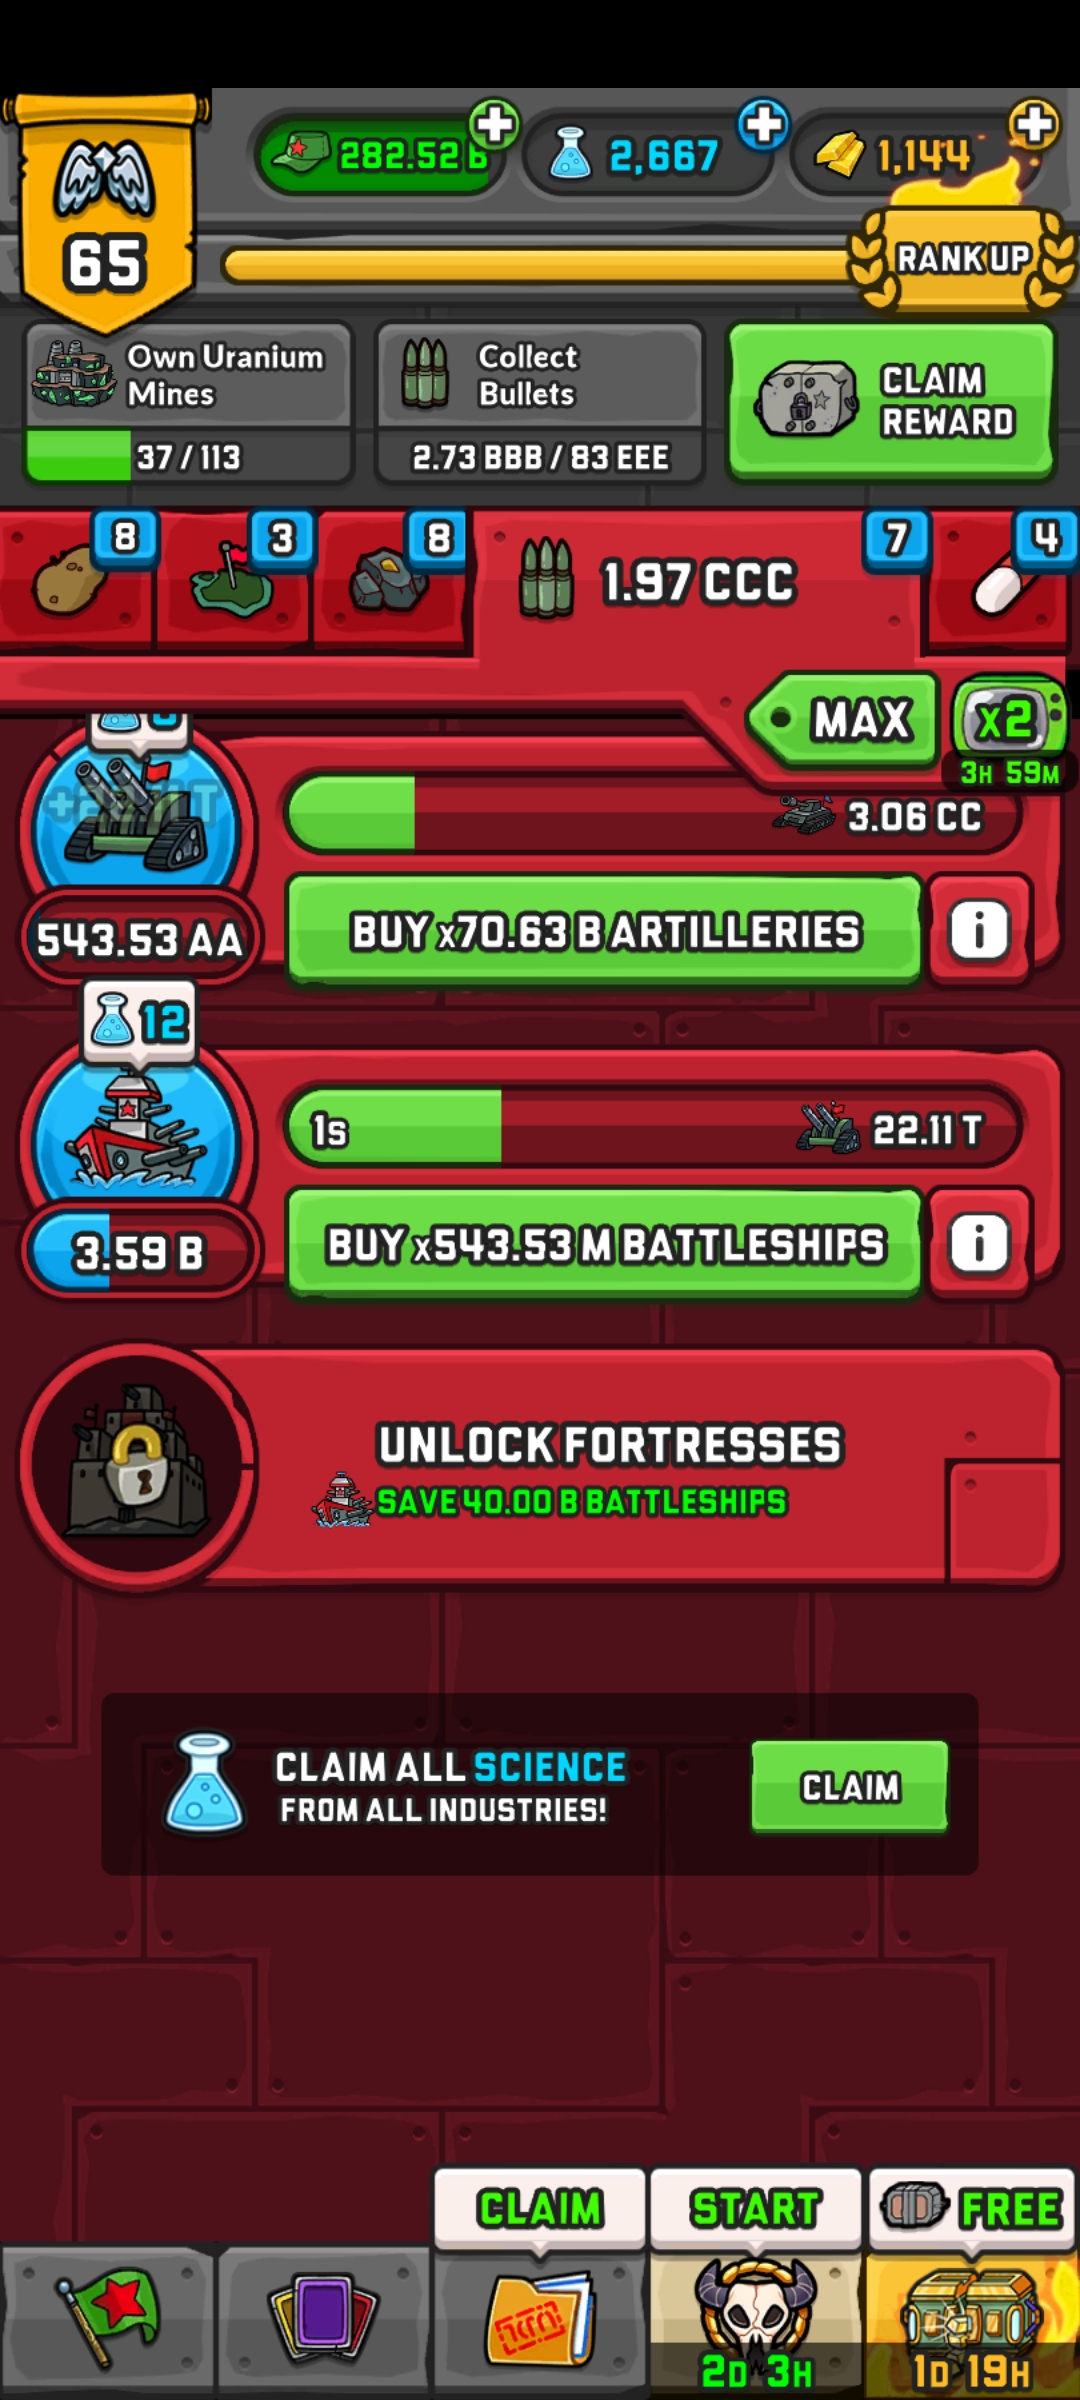 282.52 B
2,667
1,144
65
RANK UP
Own Uranium
Mines
37 / 113
Collect
Bullets
2.73 BBB / 83 EEE
CLAIM
REWARD
8
3
8
1.97 CCC
7
4
MAX
x2
3H 59M
3.06 CC
543.53 AA
BUY x70.63 B ARTILLERIES
i
12
1s
22.11 T
3.59 B
BUY x543.53 M BATTLESHIPS
i
UNLOCK FORTRESSES
SAVE 40.00 B BATTLESHIPS
CLAIM ALL SCIENCE
FROM ALL INDUSTRIES!
CLAIM
CLAIM
START
FREE
2D 3H
1D 19H